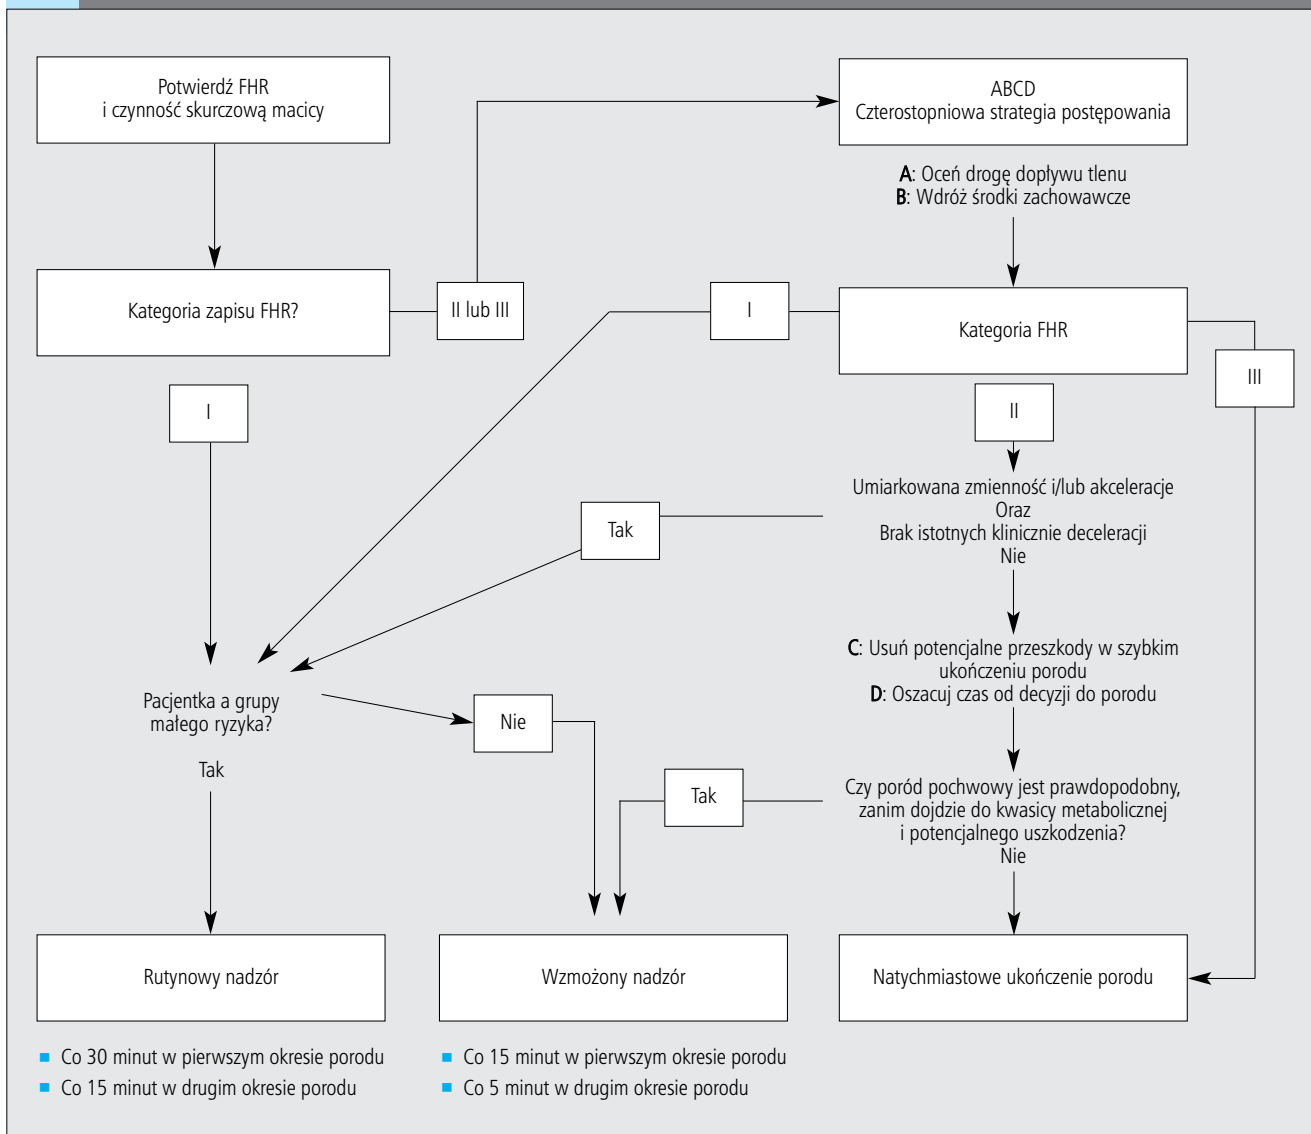 Potwierdź FHR
i czynność skurczową macicy
ABCD
Czterostopniowa strategia postępowania
A: Oceń drogę dopływu tlenu
B: Wdróż środki zachowawcze
Kategoria zapisu FHR?
II lub III
I
Kategoria FHR
III
I
II
Umiarkowana zmienność i/lub akceleracje
Oraz
Brak istotnych klinicznie deceleracji
Nie
Tak
C: Usuń potencjalne przeszkody w szybkim
ukończeniu porodu
D: Oszacuj czas od decyzji do porodu
Pacjentka a grupy
małego ryzyka?
Tak
Nie
Tak
Czy poród pochwowy jest prawdopodobny,
zanim dojdzie do kwasicy metabolicznej
i potencjalnego uszkodzenia?
Nie
Rutynowy nadzór
Wzmożony nadzór
Natychmiastowe ukończenie porodu
Co 30 minut w pierwszym okresie porodu
Co 15 minut w drugim okresie porodu
Co 15 minut w pierwszym okresie porodu
Co 5 minut w drugim okresie porodu